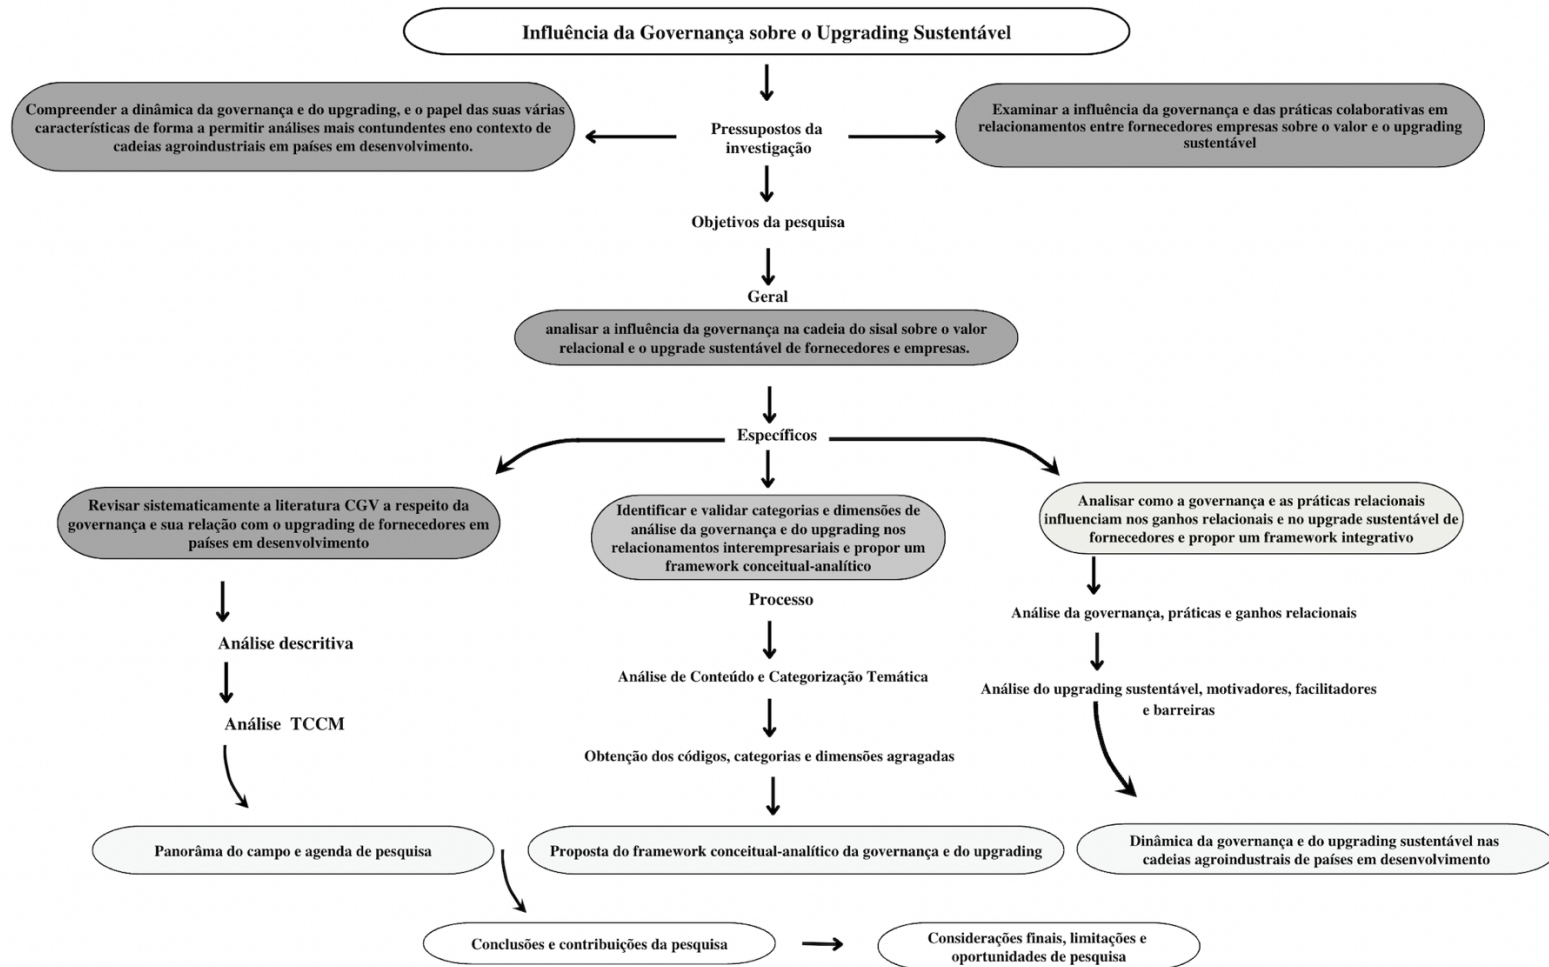 Influência da Governança sobre o Upgrading Sustentável
Compreender a dinâmica da governança e do upgrading, e o papel das suas várias
características de forma a permitir análises mais contundentes eno contexto de
cadeias agroindustriais em países em desenvolvimento.
Pressupostos da
investigação
Examinar a influência da governança e das práticas colaborativas em
relacionamentos entre fornecedores empresas sobre o valor e o upgrading
sustentável
Objetivos da pesquisa
Geral
analisar a influência da governança na cadeia do sisal sobre o valor
relacional e o upgrade sustentável de fornecedores e empresas.
Específicos
Revisar sistematicamente a literatura CGV a respeito da
governança e sua relação com o upgrading de fornecedores em
países em desenvolvimento
Análise descritiva
Análise TCCM
Identificar e validar categorias e dimensões de
análise da governança e do upgrading nos
relacionamentos interempresariais e propor um
framework conceitual-analítico
Processo
Análise de Conteúdo e Categorização Temática
Obtenção dos códigos, categorias e dimensões agragadas
Analisar como a governança e as práticas relacionais
influenciam nos ganhos relacionais e no upgrade sustentável de
fornecedores e propor um framework integrativo
Análise da governança, práticas e ganhos relacionais
Análise do upgrading sustentável, motivadores, facilitadores
e barreiras
Panorâma do campo e agenda de pesquisa
Proposta do framework conceitual-analítico da governança e do upgrading
Dinâmica da governança e do upgrading sustentável nas
cadeias agroindustrais de países em desenvolvimento
Conclusões e contribuições da pesquisa
Considerações finais, limitações e
oportunidades de pesquisa